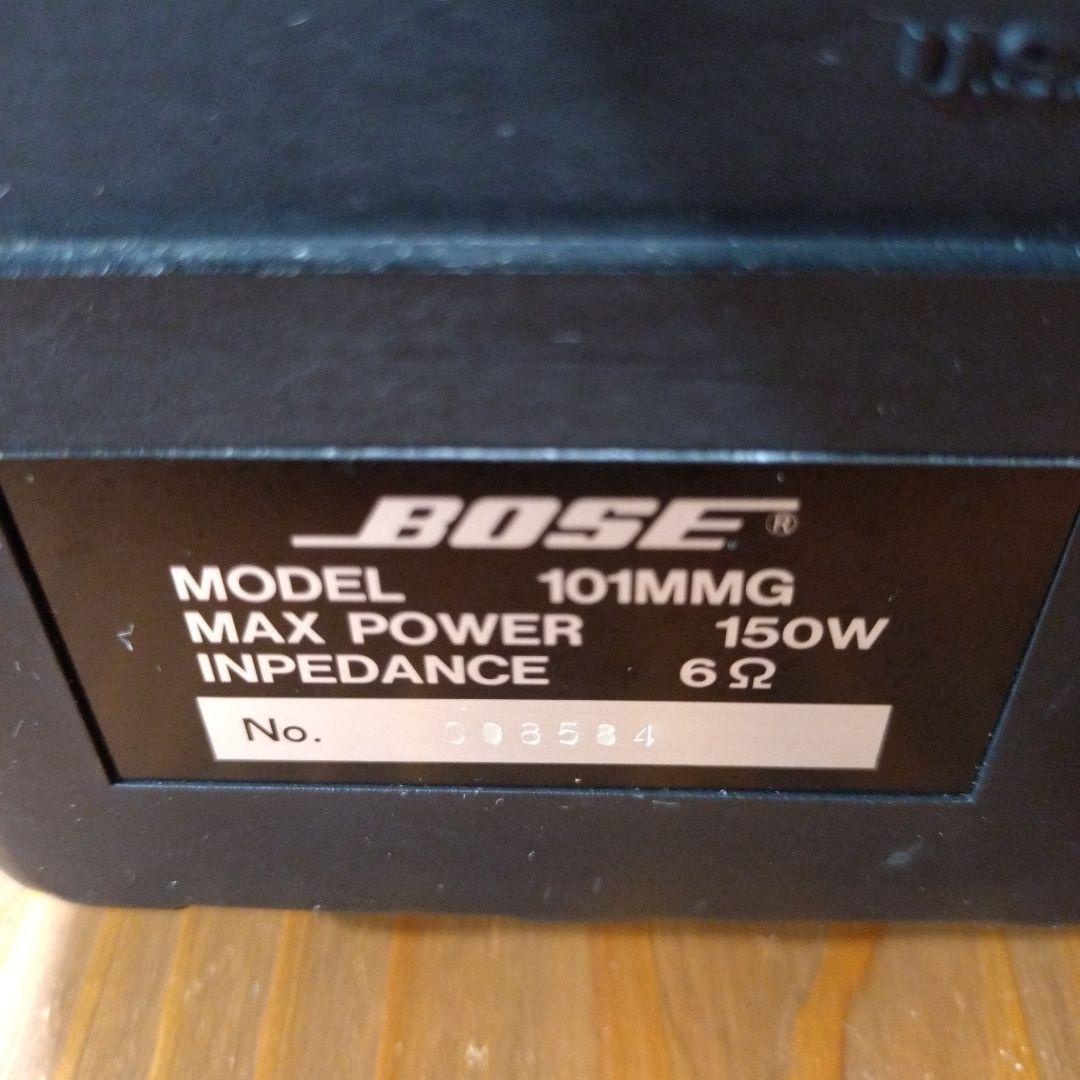 U.S.
BOSE®
MODEL 101MMG
MAX POWER 150W
INPEDANCE 6Ω
No.